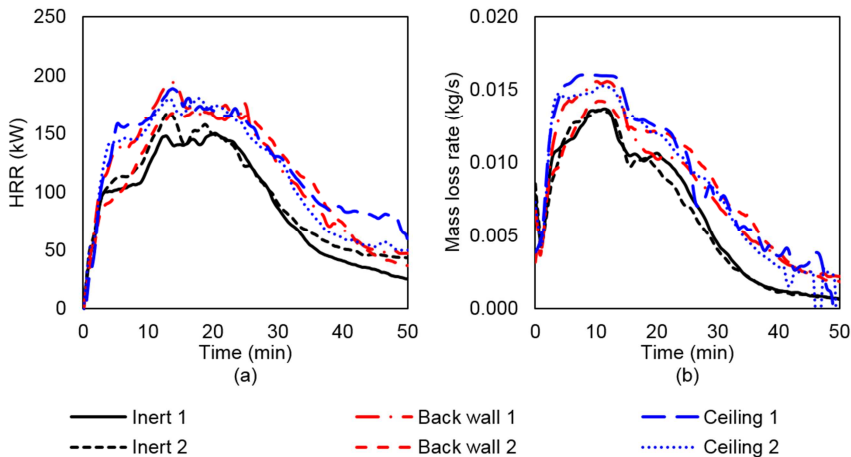 250
200
150
100
50
0
HRR (kW)
0 10 20 30 40 50
Time (min)
(a)
0.020
0.015
0.010
0.005
0.000
Mass loss rate (kg/s)
0 10 20 30 40 50
Time (min)
(b)
Inert 1 Back wall 1 Ceiling 1
Inert 2 Back wall 2 Ceiling 2